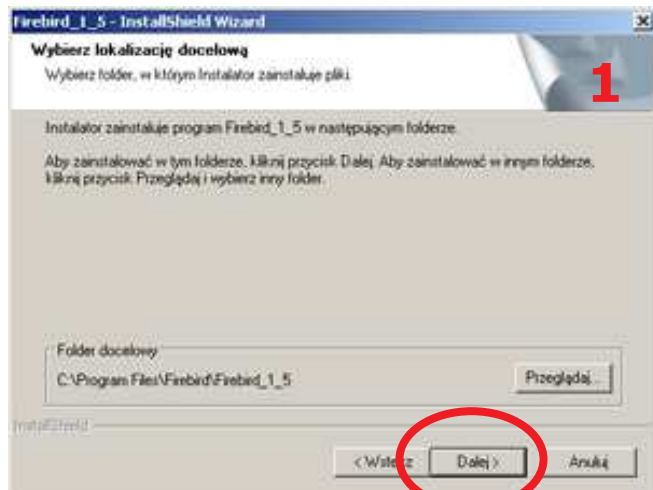 Firebird_1_5 - InstallShield Wizard
Wybierz lokalizację docelową
Wybierz folder, w którym Instalator zainstaluje pliki.
1
Instalator zainstaluje program Firebird_1_5 w następującym folderze.
Aby zainstalować w tym folderze, kliknij przycisk Dalej. Aby zainstalować w innym folderze,
kliknij przycisk Przeglądaj i wybierz inny folder.
Folder docelowy
C:\Program Files\Firebird\Firebird_1_5
Przeglądaj...
InstallShield
< Wstecz
Dalej >
Anuluj